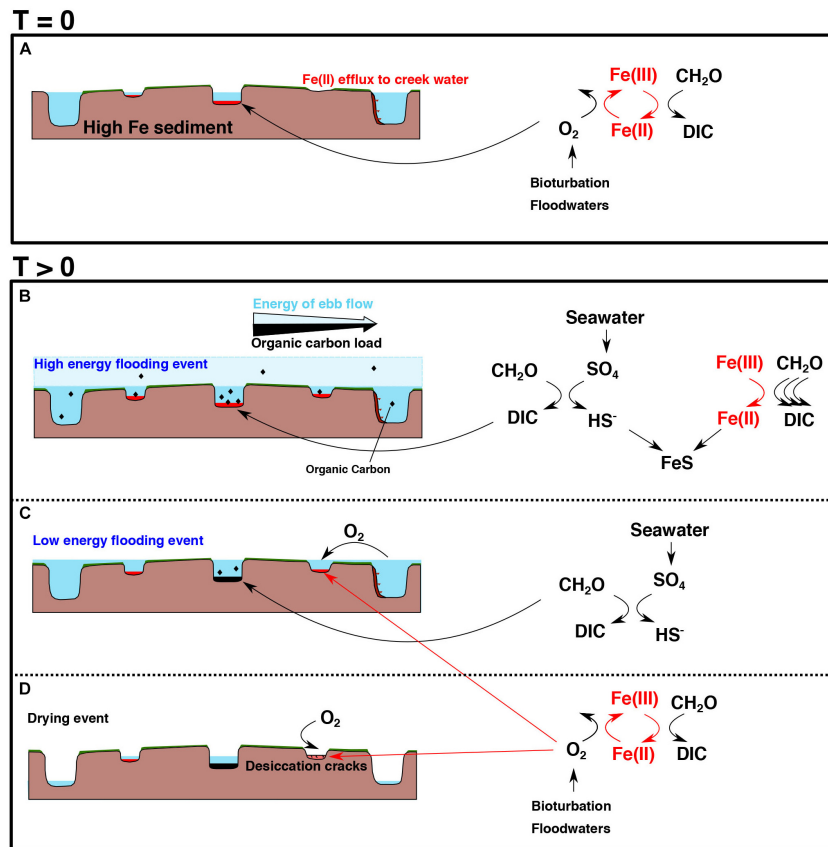 T = 0
A
Fe(II) efflux to creek water
High Fe sediment
Fe(III)
CH₂O
O₂
Fe(II)
DIC
Bioturbation
Floodwaters
T > 0
B
Energy of ebb flow
Organic carbon load
High energy flooding event
Organic Carbon
Seawater
CH₂O
SO₄
DIC
HS⁻
Fe(III)
CH₂O
Fe(II)
DIC
FeS
C
Low energy flooding event
O₂
Seawater
CH₂O
SO₄
DIC
HS⁻
D
Drying event
O₂
Desiccation cracks
Fe(III)
CH₂O
O₂
Fe(II)
DIC
Bioturbation
Floodwaters